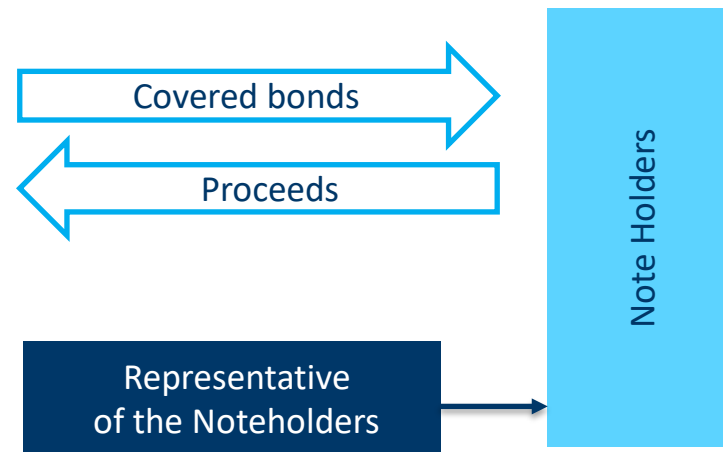 Covered bonds
Proceeds
Note Holders
Representative
of the Noteholders